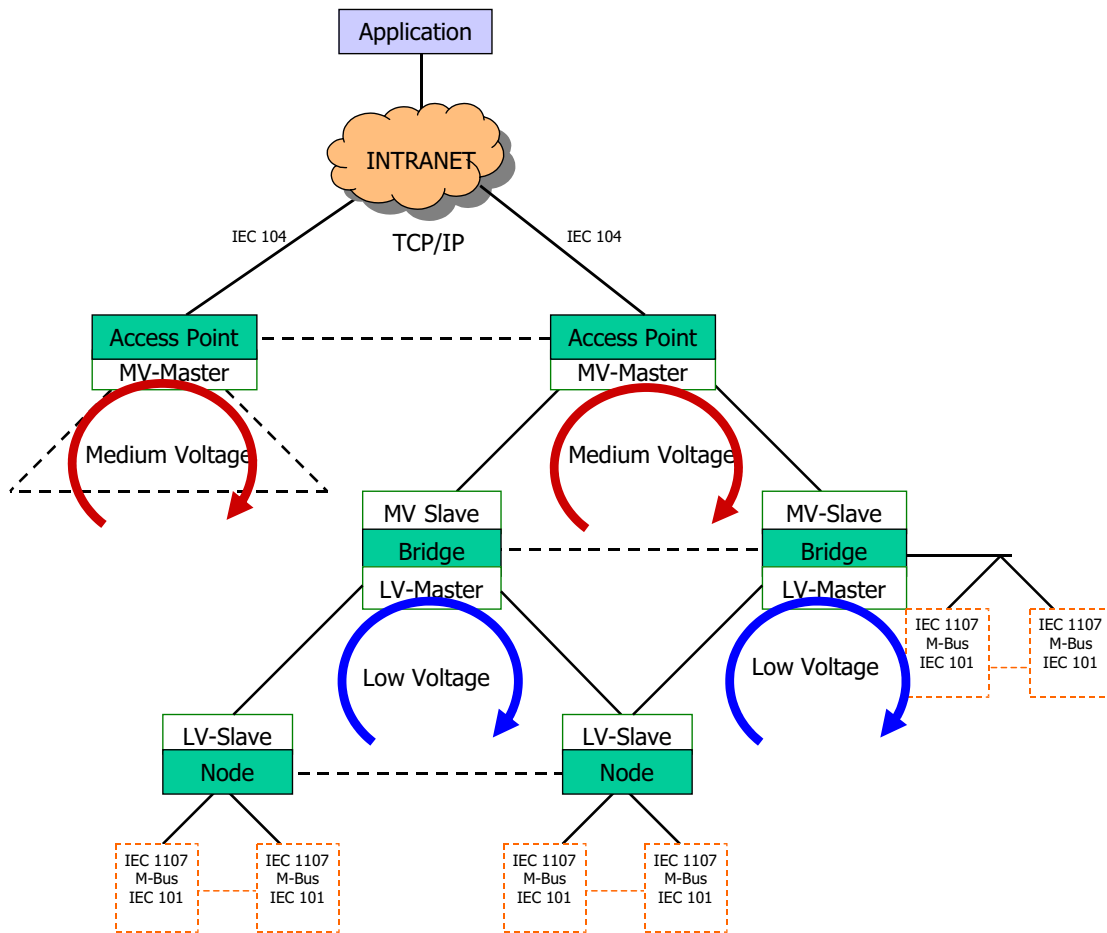 Application
INTRANET
IEC 104
TCP/IP
IEC 104
Access Point
MV-Master
Access Point
MV-Master
Medium Voltage
Medium Voltage
MV Slave
Bridge
LV-Master
MV-Slave
Bridge
LV-Master
IEC 1107
M-Bus
IEC 101
IEC 1107
M-Bus
IEC 101
Low Voltage
Low Voltage
LV-Slave
Node
LV-Slave
Node
IEC 1107
M-Bus
IEC 101
IEC 1107
M-Bus
IEC 101
IEC 1107
M-Bus
IEC 101
IEC 1107
M-Bus
IEC 101